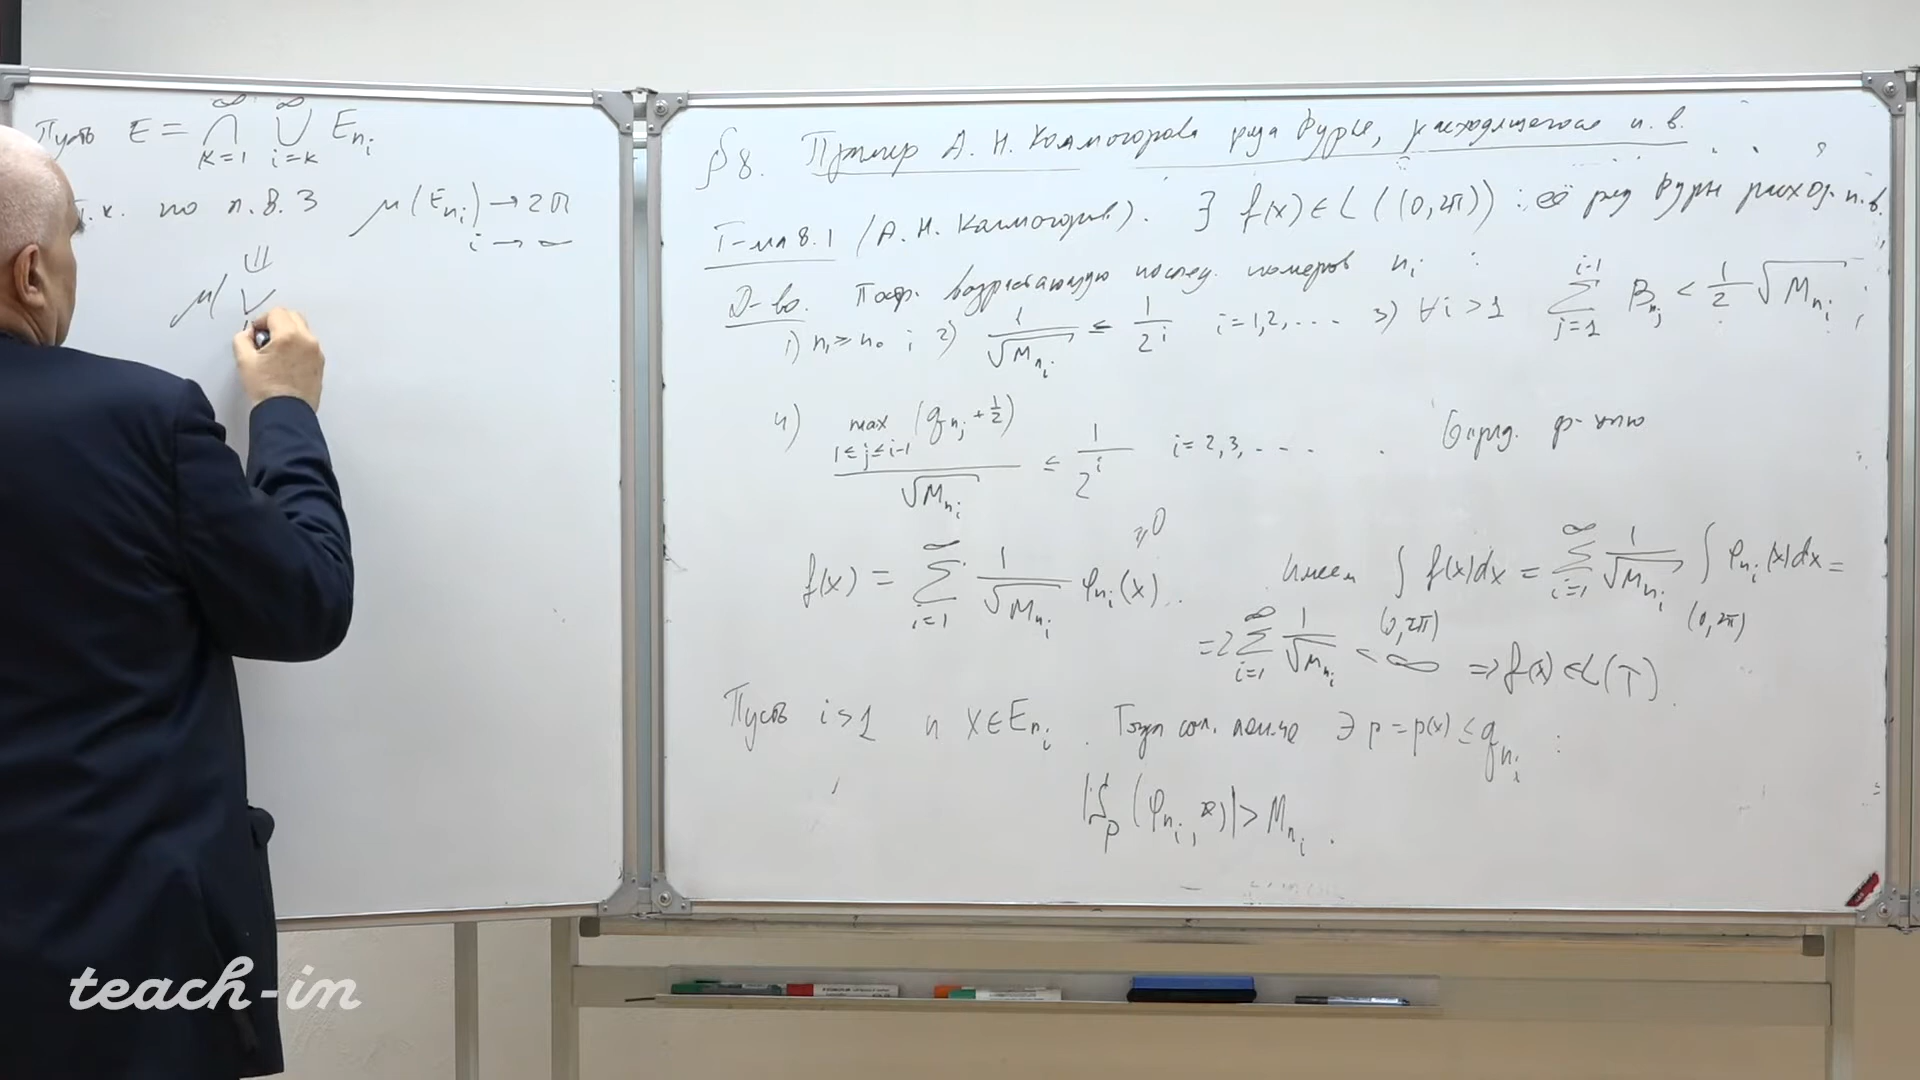 Пусть E = ∩_{k=1}^{∞} ∪_{i=k}^{∞} E_{n_i}
т.к. по л.8.3 μ(E_{n_i}) → 2π
i → ∞
⇓
μ( ∪
§8. Пример А. Н. Колмогорова ряда Фурье, расходящегося п. в.
Т-ма 8.1 (А. Н. Колмогоров). ∃ f(x) ∈ L((0,2π)) : её ряд Фурье расход. п.в.
Д-во. Постр. возрастающую послед. номеров n_i :
1) n_1 ≥ n_0 ; 2) 1/√M_{n_i} ≤ 1/2^i i=1,2,... 3) ∀i>1 ∑_{j=1}^{i-1} B_{n_j} < 1/2 √M_{n_i} ;
4) max_{1≤j≤i-1} (q_{n_j} + 1/2) / √M_{n_i} ≤ 1/2^i i=2,3,... . Опред. ф-цию
f(x) = ∑_{i=1}^{∞} 1/√M_{n_i} φ_{n_i}(x). ≥0 Имеем ∫_{(0,2π)} f(x)dx = ∑_{i=1}^{∞} 1/√M_{n_i} ∫_{(0,2π)} φ_{n_i}(x)dx =
= 2∑_{i=1}^{∞} 1/√M_{n_i} < ∞ ⇒ f(x) ∈ L(T).
Пусть i>1 и x∈E_{n_i}. Тогда согл. лемме ∃ p = p(x) ≤ q_{n_i} :
|S_p(φ_{n_i}, x)| > M_{n_i}.
teach-in